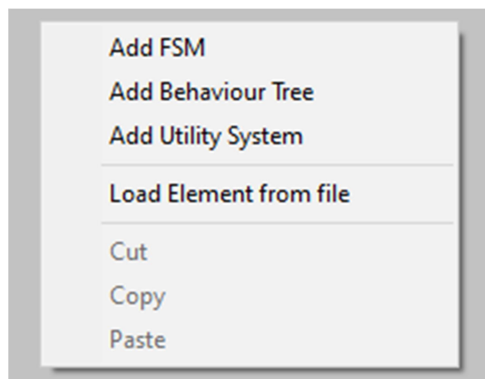 Add FSM
Add Behaviour Tree
Add Utility System
Load Element from file
Cut
Copy
Paste